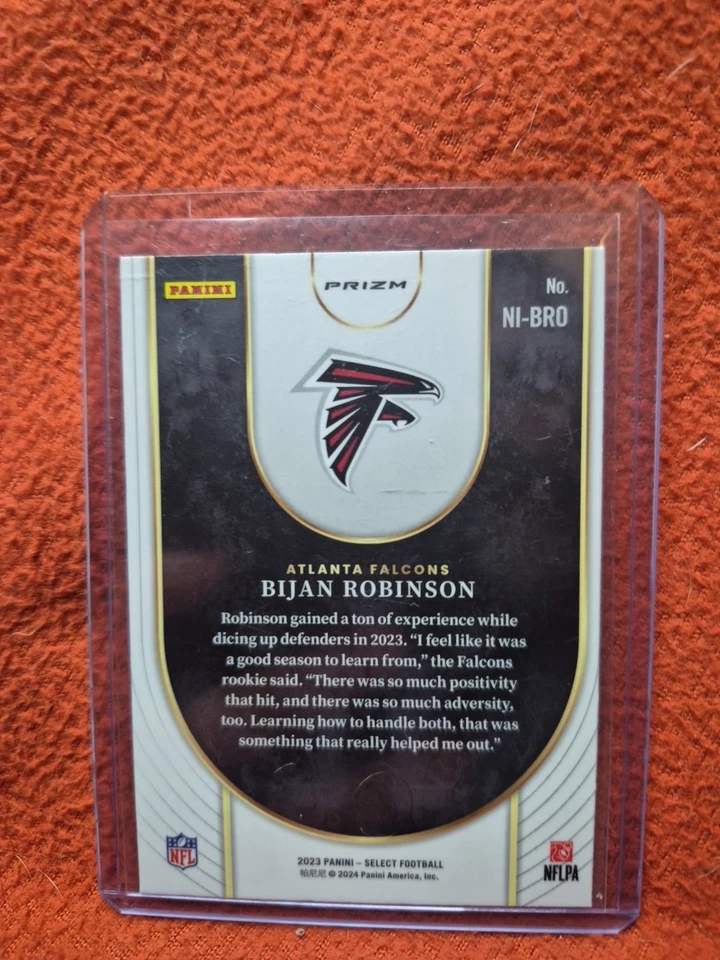 PANINI
PRIZM
No.
NI-BRO
ATLANTA FALCONS
BIJAN ROBINSON
Robinson gained a ton of experience while
dicing up defenders in 2023. “I feel like it was
a good season to learn from,” the Falcons
rookie said. “There was so much positivity
that hit, and there was so much adversity,
too. Learning how to handle both, that was
something that really helped me out."
NFL
2023 PANINI – SELECT FOOTBALL
帕尼尼 © 2024 Panini America, Inc.
NFLPA